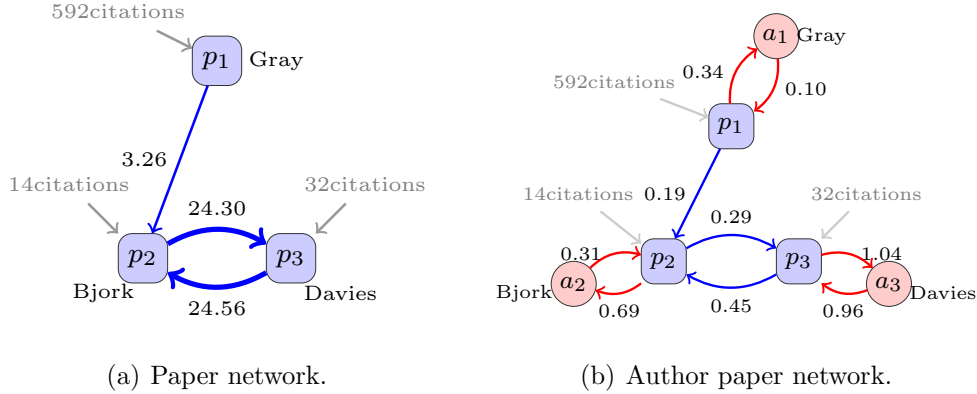 592citations
p1
Gray
3.26
14citations
32citations
24.30
p2
p3
Bjork
Davies
24.56
(a) Paper network.
a1
Gray
0.34
0.10
592citations
p1
0.19
14citations
32citations
0.29
0.31
p2
p3
1.04
Bjork
a2
a3
Davies
0.69
0.45
0.96
(b) Author paper network.